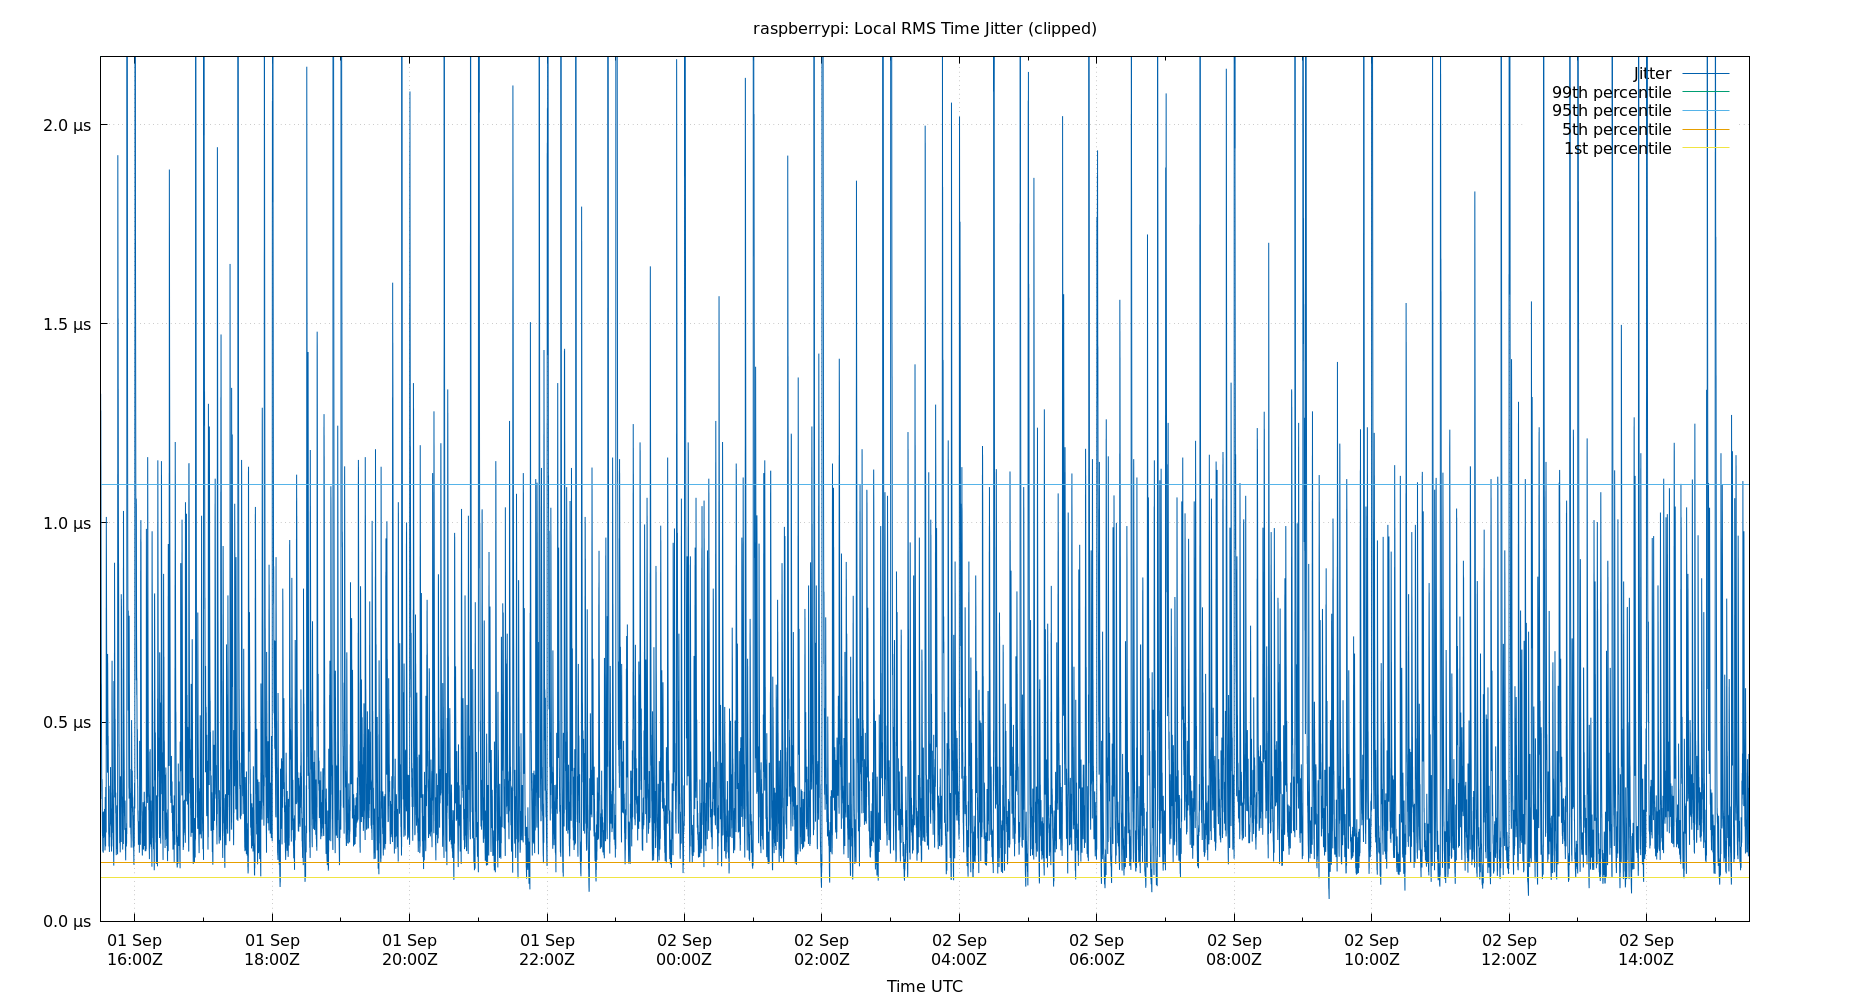 raspberrypi: Local RMS Time Jitter (clipped)
Jitter
99th percentile
95th percentile
5th percentile
1st percentile
2.0 μs
1.5 μs
1.0 μs
0.5 μs
0.0 μs
01 Sep 01 Sep 01 Sep 01 Sep 02 Sep 02 Sep 02 Sep 02 Sep 02 Sep 02 Sep 02 Sep 02 Sep
16:00Z 18:00Z 20:00Z 22:00Z 00:00Z 02:00Z 04:00Z 06:00Z 08:00Z 10:00Z 12:00Z 14:00Z
Time UTC